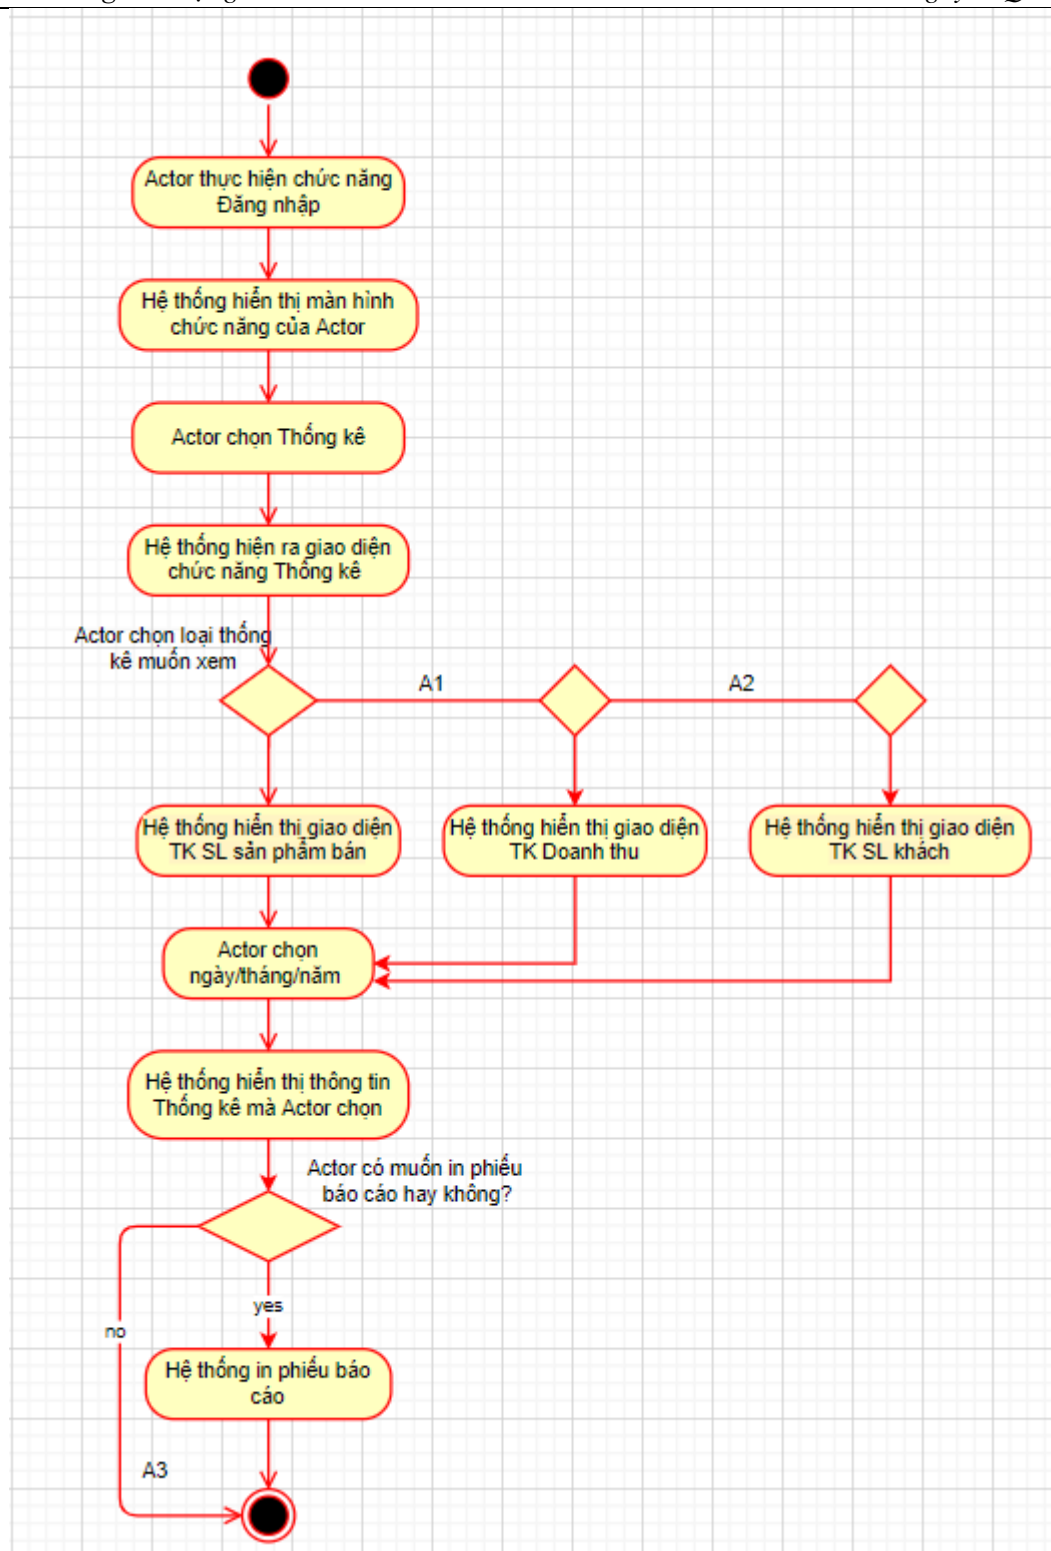 Actor thực hiện chức năng
Đăng nhập
Hệ thống hiển thị màn hình
chức năng của Actor
Actor chọn Thống kê
Hệ thống hiện ra giao diện
chức năng Thống kê
Actor chọn loại thống
kê muốn xem
A1
A2
Hệ thống hiển thị giao diện
TK SL sản phẩm bán
Hệ thống hiển thị giao diện
TK Doanh thu
Hệ thống hiển thị giao diện
TK SL khách
Actor chọn
ngày/tháng/năm
Hệ thống hiển thị thông tin
Thống kê mà Actor chọn
Actor có muốn in phiếu
báo cáo hay không?
yes
no
Hệ thống in phiếu báo
cáo
A3